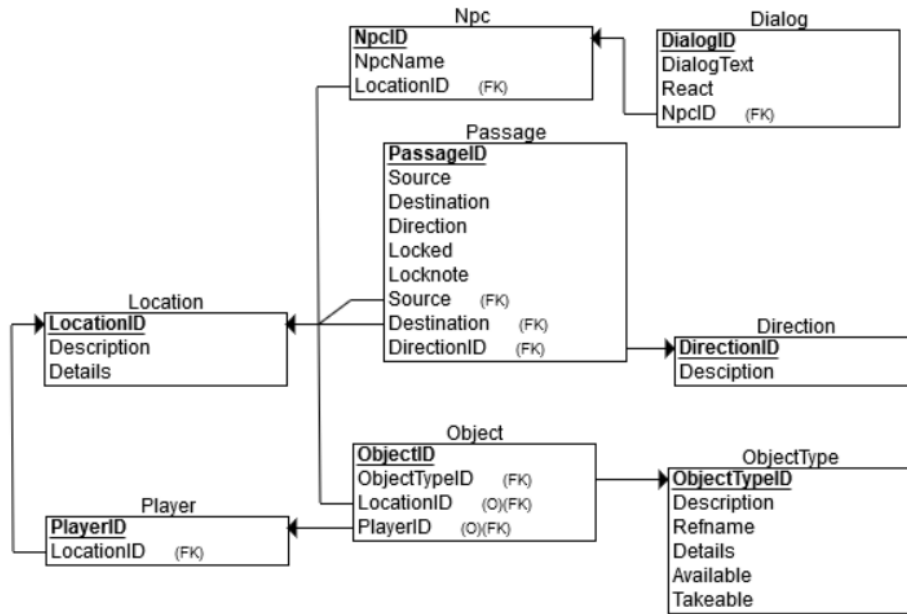 Npc
NpcID
NpcName
LocationID (FK)
Dialog
DialogID
DialogText
React
NpcID (FK)
Passage
PassageID
Source
Destination
Direction
Locked
Locknote
Source (FK)
Destination (FK)
DirectionID (FK)
Location
LocationID
Description
Details
Direction
DirectionID
Desciption
Object
ObjectID
ObjectTypeID (FK)
LocationID (O)(FK)
PlayerID (O)(FK)
ObjectType
ObjectTypeID
Description
Refname
Details
Available
Takeable
Player
PlayerID
LocationID (FK)